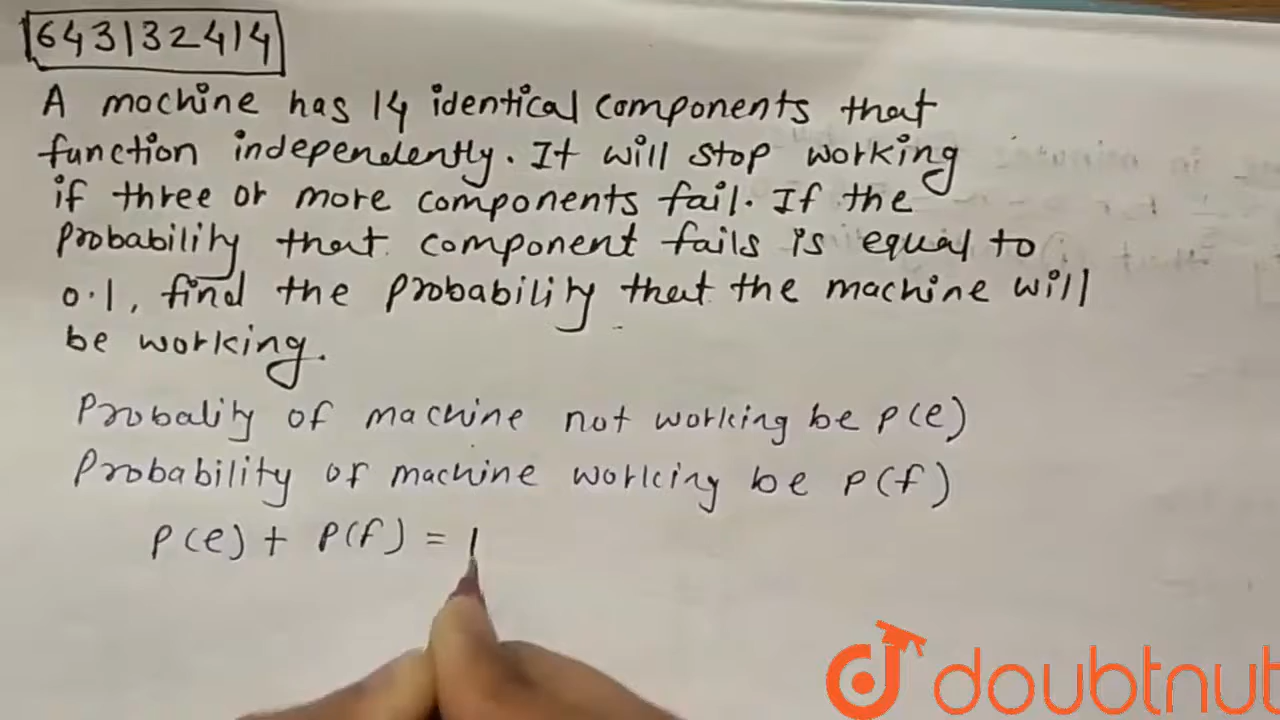 643132414
A machine has 14 identical components that
function independently. It will stop working
if three or more components fail. If the
probability that component fails is equal to
0.1, find the probability that the machine will
be working.
Probality of machine not working be P(e)
Probability of machine working be P(f)
P(e) + P(f) = 1
doubtnut